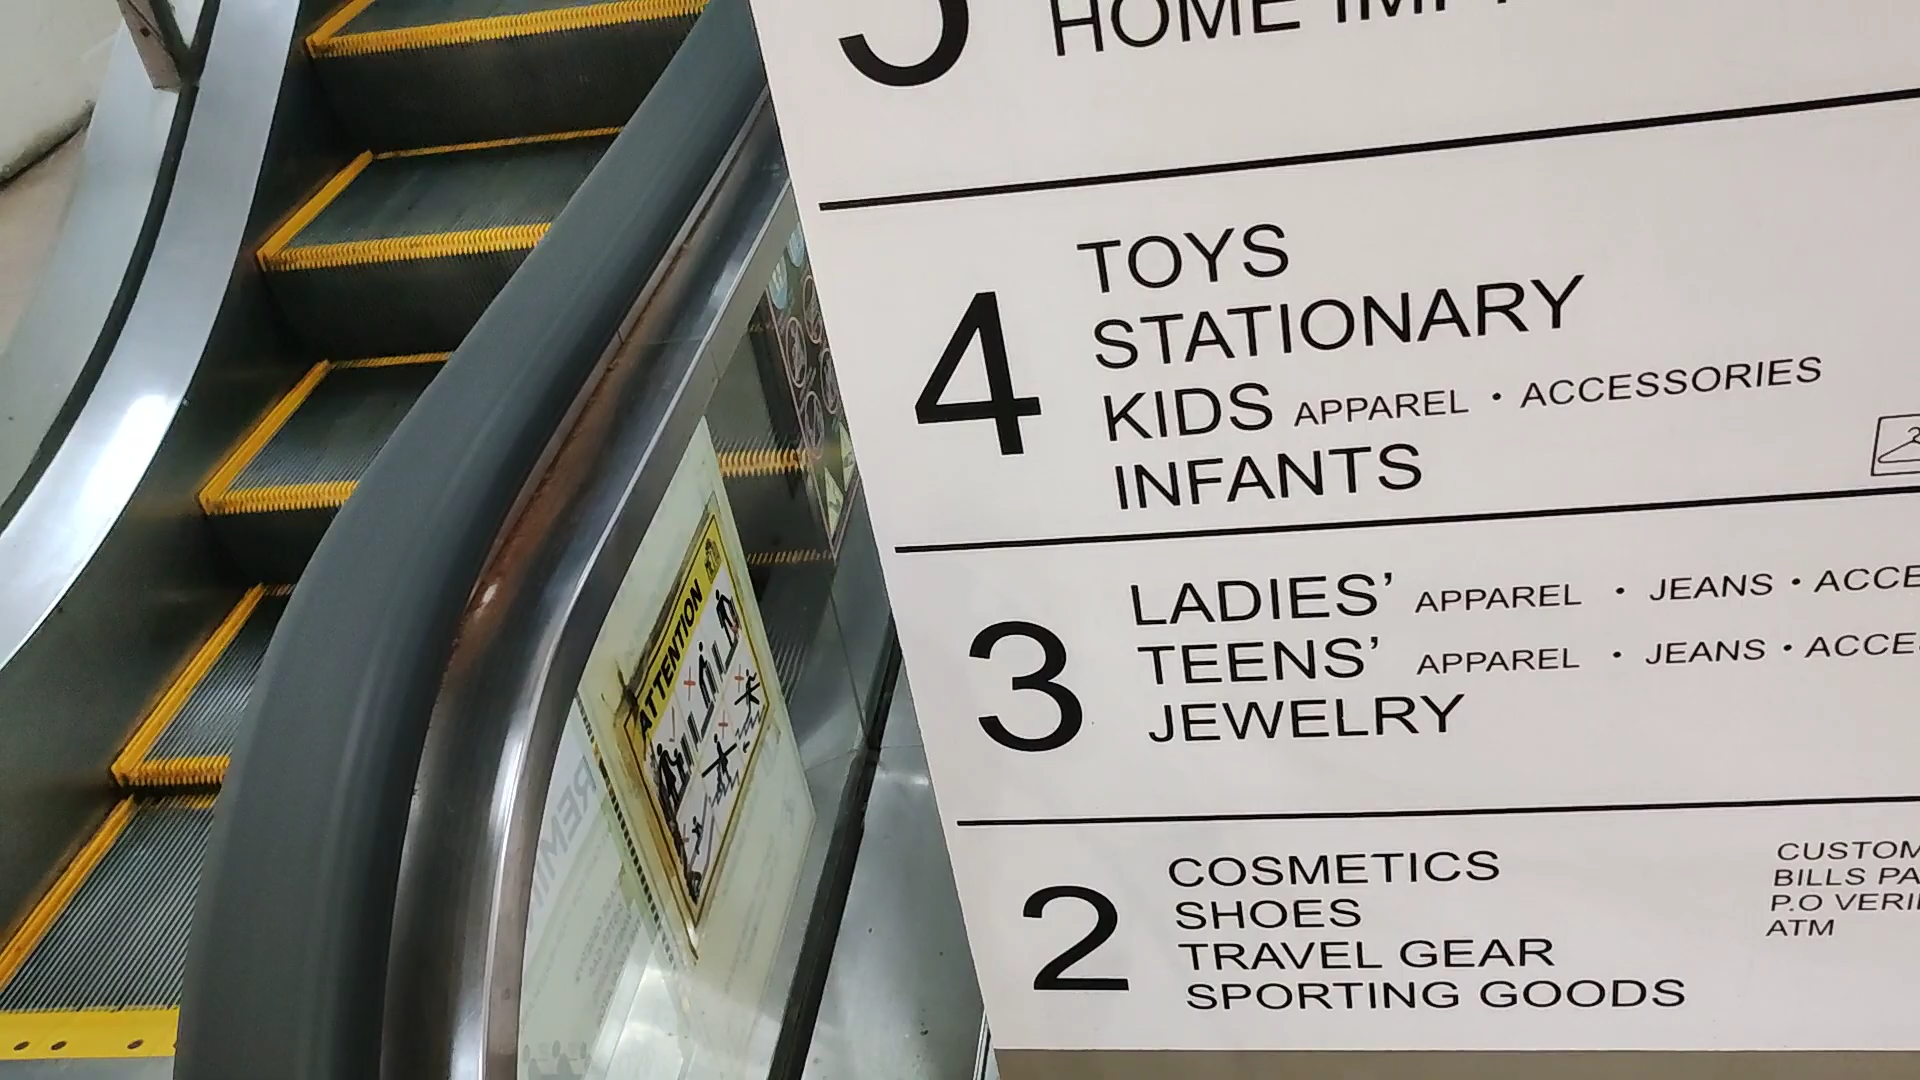 HOME
4
TOYS
STATIONARY
KIDS APPAREL • ACCESSORIES
INFANTS
3
LADIES' APPAREL • JEANS •
TEENS' APPAREL • JEANS •
JEWELRY
2
COSMETICS
SHOES
TRAVEL GEAR
SPORTING GOODS
BILLS
P.O
ATM
ATTENTION